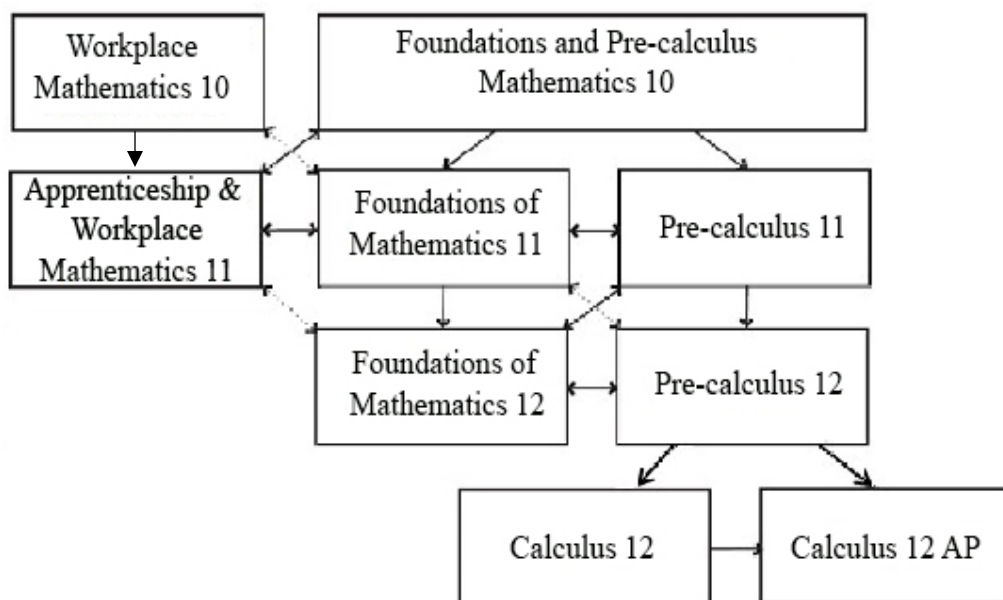 Workplace
Mathematics 10
Foundations and Pre-calculus
Mathematics 10
Apprenticeship &
Workplace
Mathematics 11
Foundations of
Mathematics 11
Pre-calculus 11
Foundations of
Mathematics 12
Pre-calculus 12
Calculus 12
Calculus 12 AP